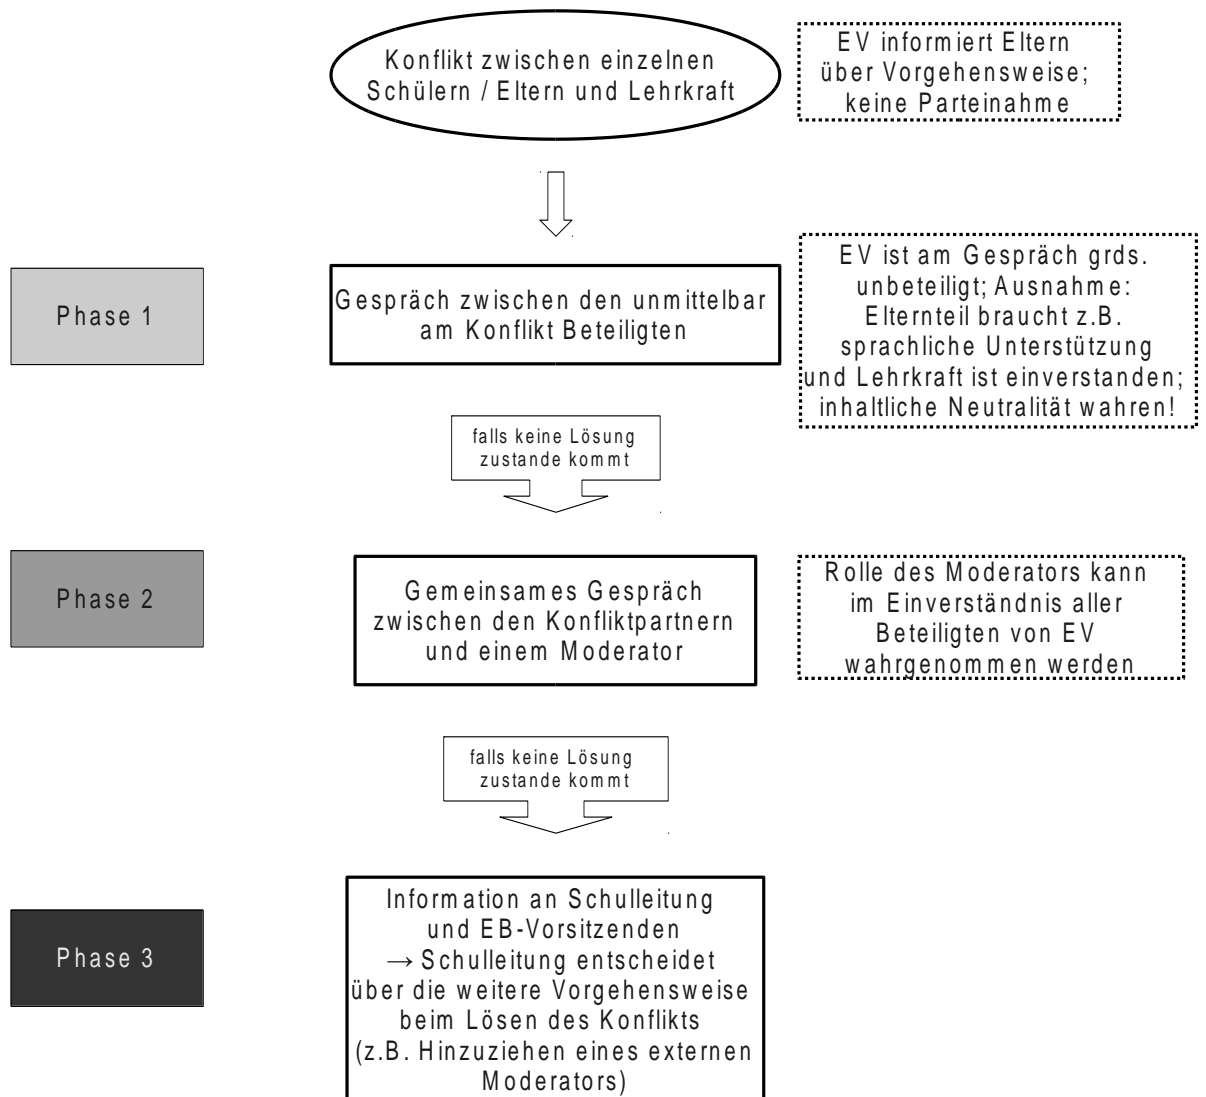 Konflikt zwischen einzelnen
Schülern / Eltern und Lehrkraft
EV informiert Eltern
über Vorgehensweise;
keine Parteinahme
Phase 1
Gespräch zwischen den unmittelbar
am Konflikt Beteiligten
EV ist am Gespräch grds.
unbeteiligt; Ausnahme:
Elternteil braucht z.B.
sprachliche Unterstützung
und Lehrkraft ist einverstanden;
inhaltliche Neutralität wahren!
falls keine Lösung
zustande kommt
Phase 2
Gemeinsames Gespräch
zwischen den Konfliktpartnern
und einem Moderator
Rolle des Moderators kann
im Einverständnis aller
Beteiligten von EV
wahrgenommen werden
falls keine Lösung
zustande kommt
Phase 3
Information an Schulleitung
und EB-Vorsitzenden
→ Schulleitung entscheidet
über die weitere Vorgehensweise
beim Lösen des Konflikts
(z.B. Hinzuziehen eines externen
Moderators)